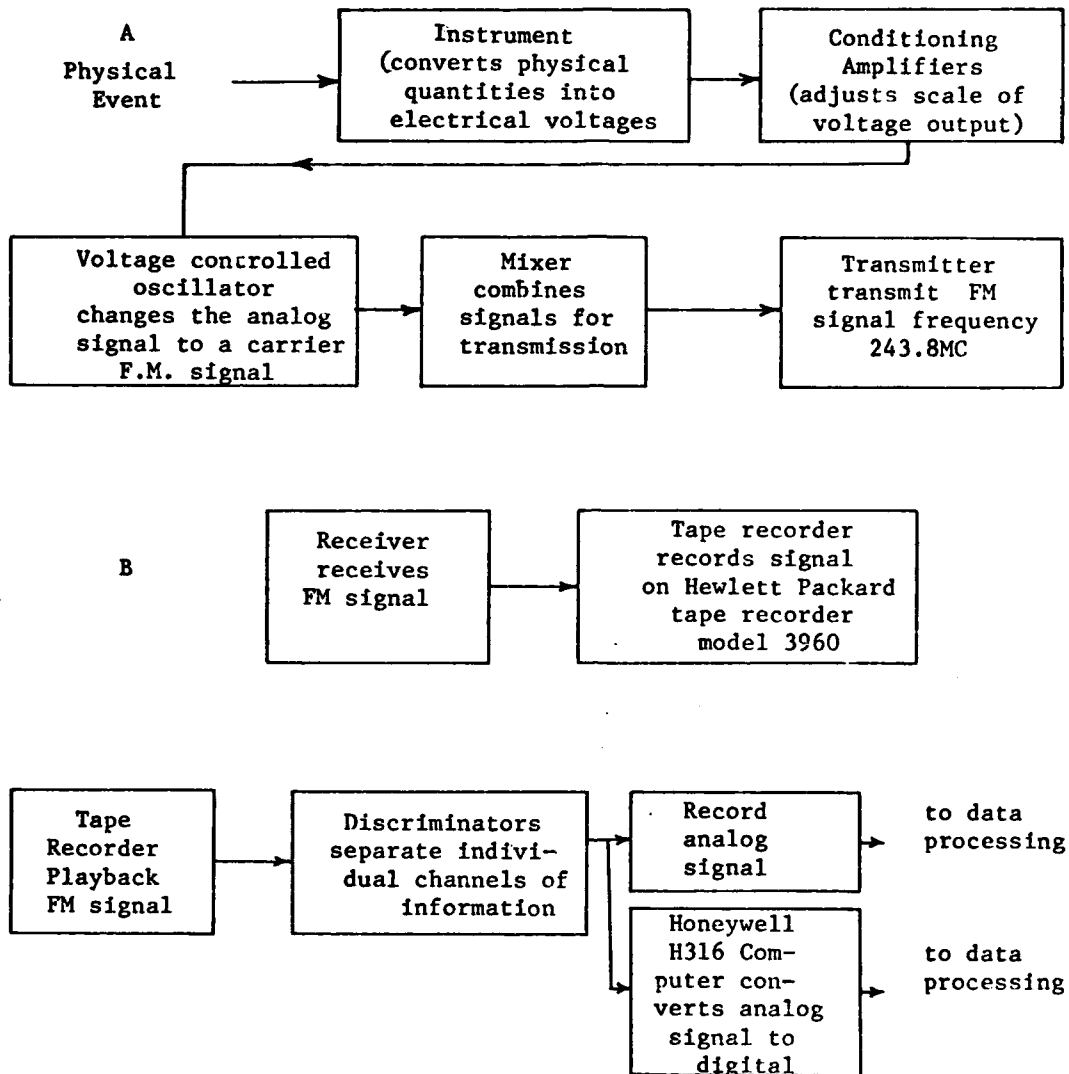 A
Physical
Event
Instrument
(converts physical
quantities into
electrical voltages
Conditioning
Amplifiers
(adjusts scale of
voltage output)
Voltage controlled
oscillator
changes the analog
signal to a carrier
F.M. signal
Mixer
combines
signals for
transmission
Transmitter
transmit FM
signal frequency
243.8MC
B
Receiver
receives
FM signal
Tape recorder
records signal
on Hewlett Packard
tape recorder
model 3960
Tape
Recorder
Playback
FM signal
Discriminators
separate indivi-
dual channels of
information
Record
analog
signal
to data
processing
Honeywell
H316 Com-
puter con-
verts analog
signal to
digital
to data
processing